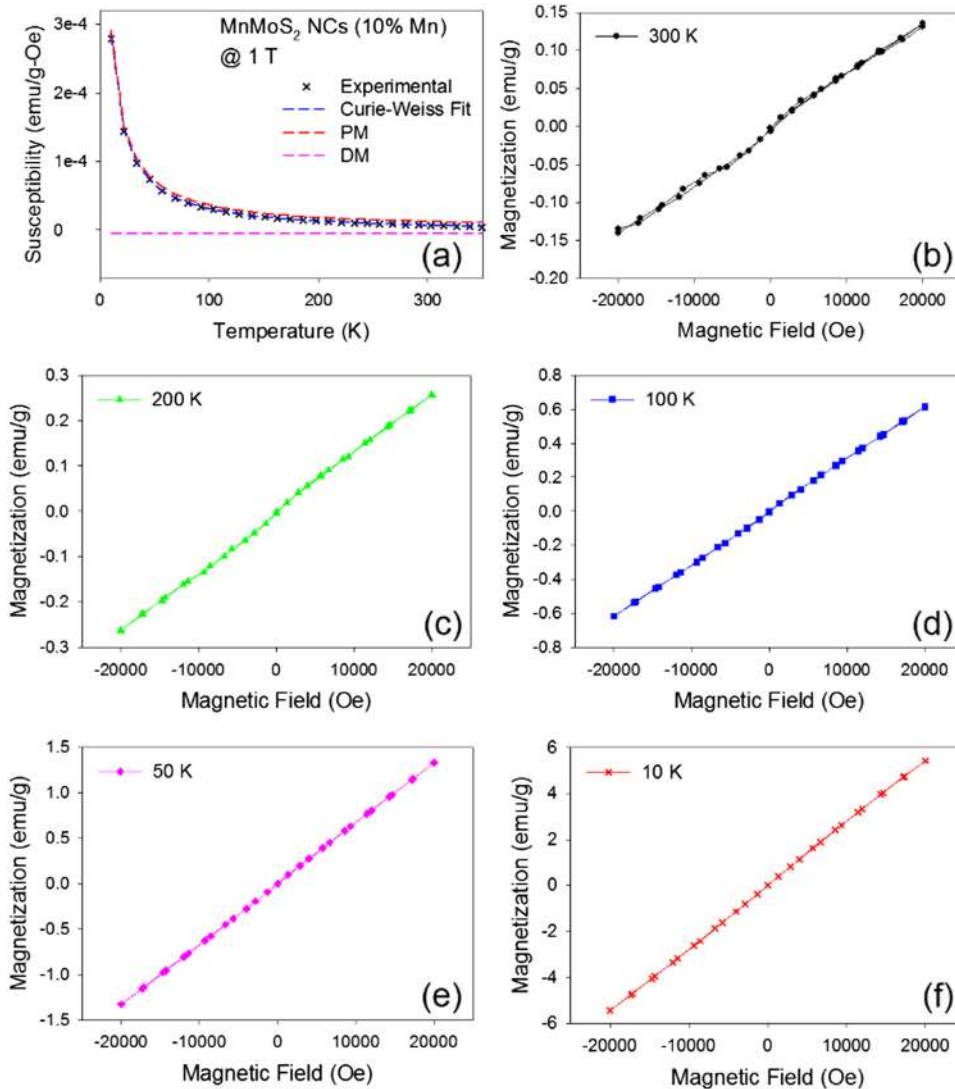 MnMoS₂ NCs (10% Mn)
@ 1 T
Experimental
Curie-Weiss Fit
PM
DM
3e-4
2e-4
1e-4
0
Susceptibility (emu/g-Oe)
0 100 200 300
Temperature (K)
(a)
300 K
0.15
0.10
0.05
0.00
-0.05
-0.10
-0.15
-0.20
Magnetization (emu/g)
-20000 -10000 0 10000 20000
Magnetic Field (Oe)
(b)
200 K
0.3
0.2
0.1
0.0
-0.1
-0.2
-0.3
Magnetization (emu/g)
-20000 -10000 0 10000 20000
Magnetic Field (Oe)
(c)
100 K
0.8
0.6
0.4
0.2
0.0
-0.2
-0.4
-0.6
-0.8
Magnetization (emu/g)
-20000 -10000 0 10000 20000
Magnetic Field (Oe)
(d)
50 K
1.5
1.0
0.5
0.0
-0.5
-1.0
-1.5
Magnetization (emu/g)
-20000 -10000 0 10000 20000
Magnetic Field (Oe)
(e)
10 K
6
4
2
0
-2
-4
-6
Magnetization (emu/g)
-20000 -10000 0 10000 20000
Magnetic Field (Oe)
(f)